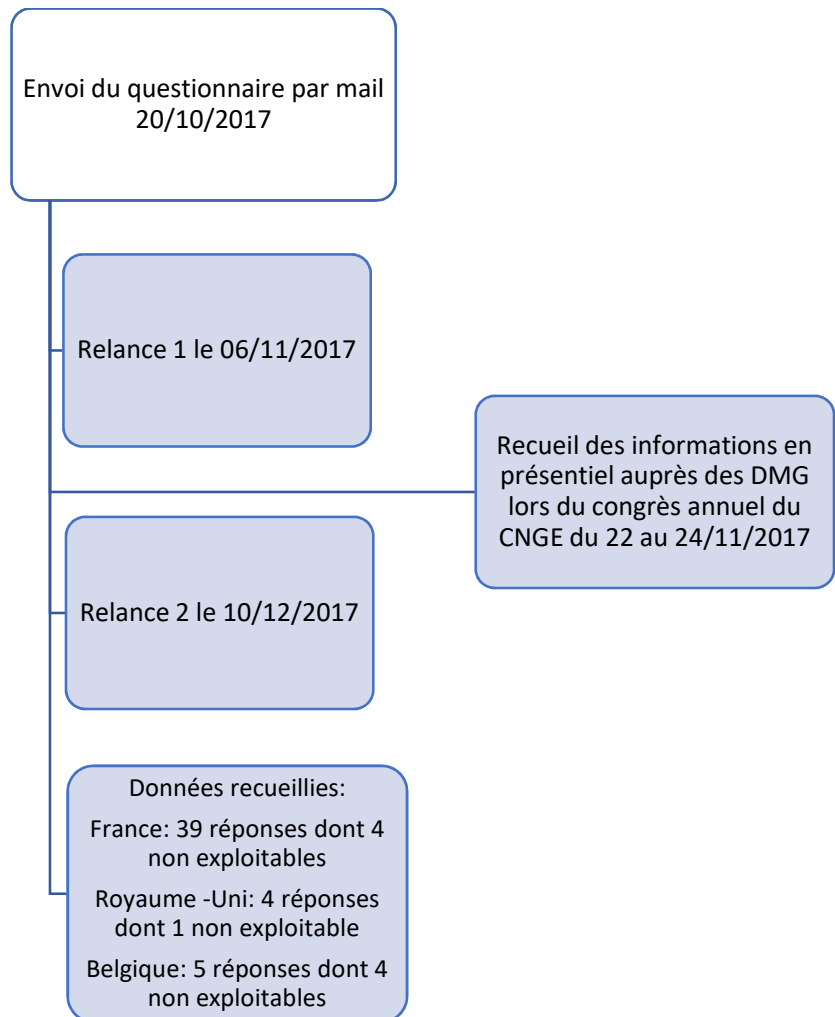 Envoi du questionnaire par mail
20/10/2017
Relance 1 le 06/11/2017
Recueil des informations en
présentiel auprès des DMG
lors du congrès annuel du
CNGE du 22 au 24/11/2017
Relance 2 le 10/12/2017
Données recueillies:
France: 39 réponses dont 4
non exploitables
Royaume -Uni: 4 réponses
dont 1 non exploitable
Belgique: 5 réponses dont 4
non exploitables